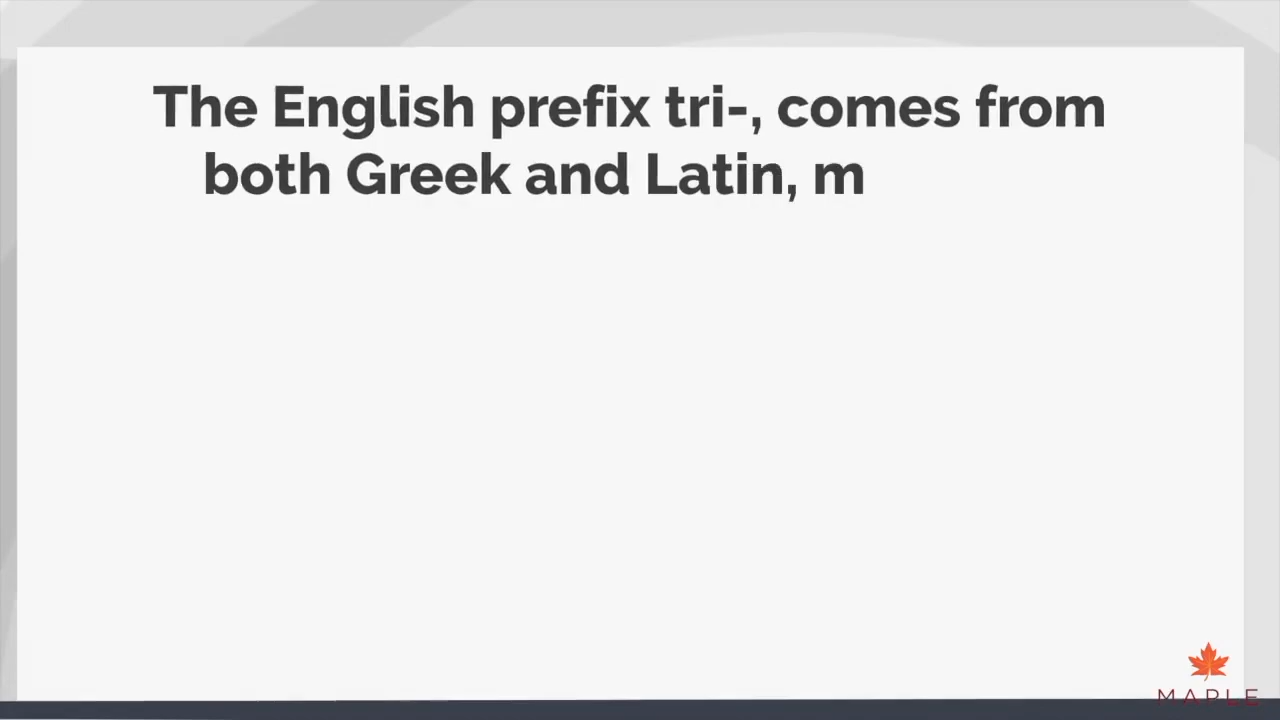 The English prefix tri-, comes from
both Greek and Latin, m
MAPLE